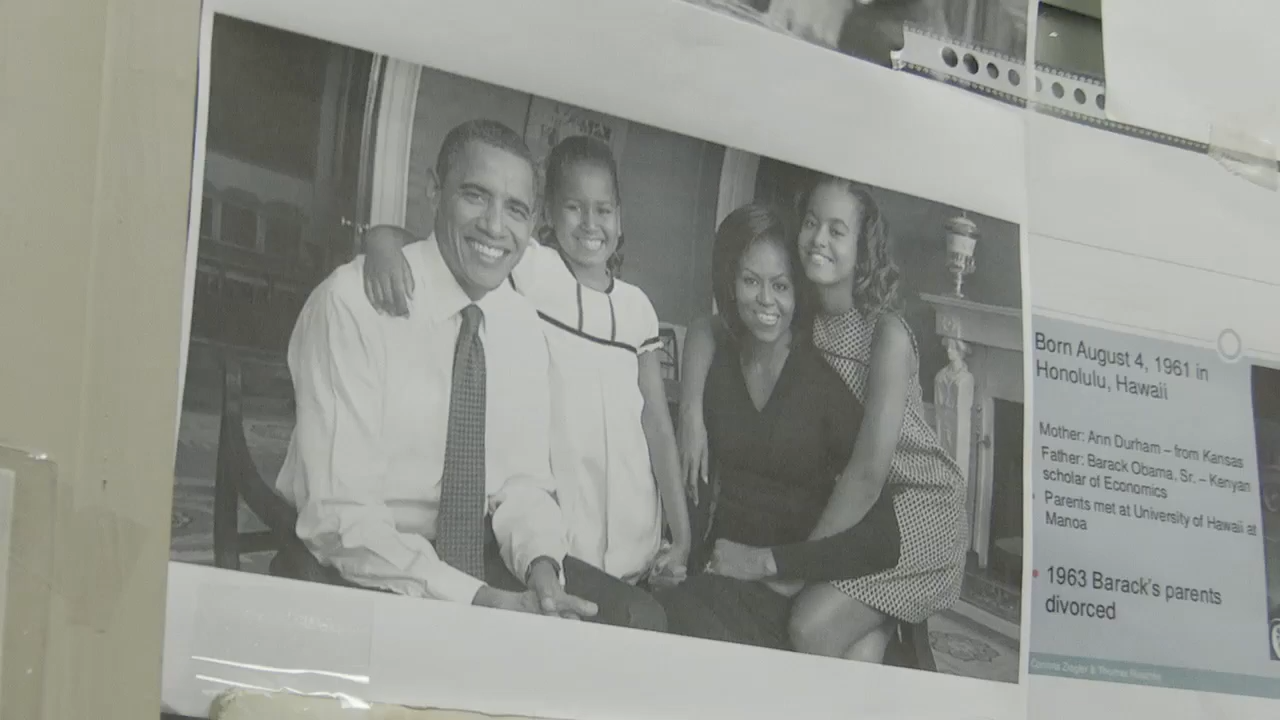 Born August 4, 1961 in
Honolulu, Hawaii
Mother: Ann Durham – from Kansas
Father: Barack Obama, Sr. – Kenyan
scholar of Economics
Parents met at University of Hawaii at
Manoa
1963 Barack's parents
divorced